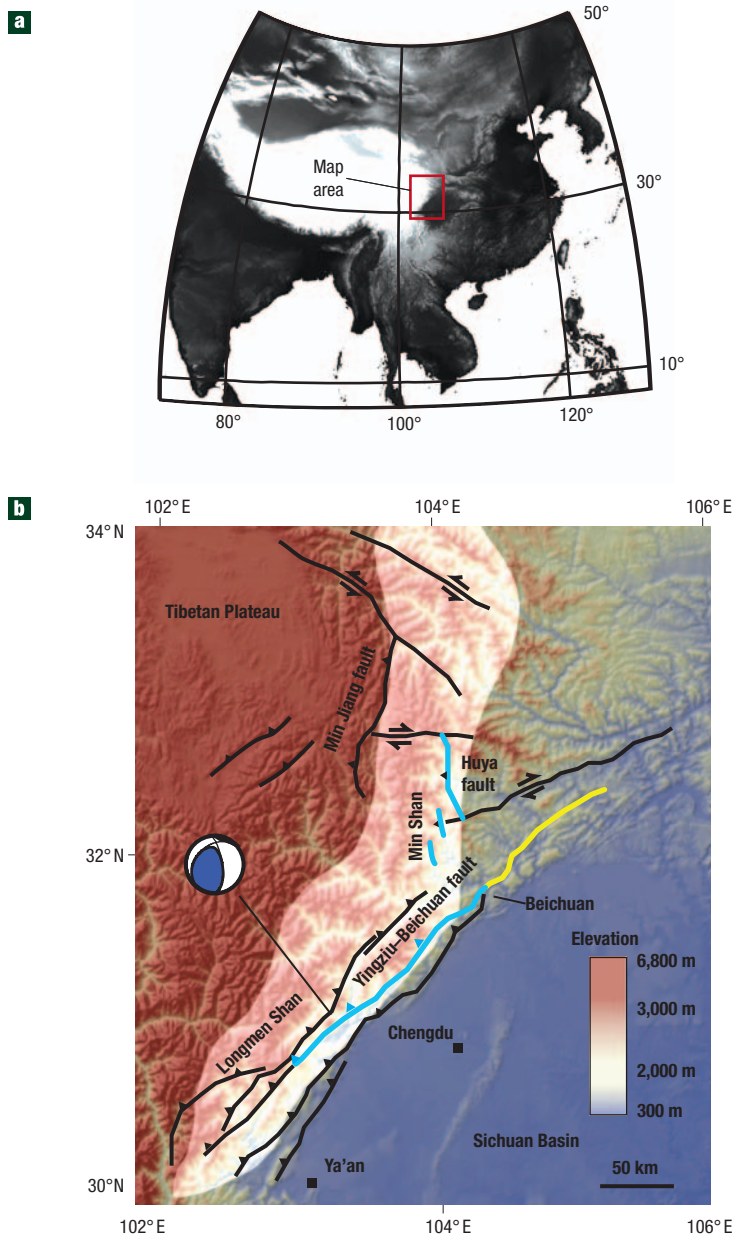 a
50°
Map
area
30°
10°
80°
100°
120°
b
102° E
104° E
106° E
34° N
Tibetan Plateau
Min Jiang fault
Huya
fault
Min Shan
32° N
Yingziu–Beichuan fault
Beichuan
Elevation
6,800 m
3,000 m
2,000 m
300 m
Longmen Shan
Chengdu
Sichuan Basin
Ya'an
50 km
30° N
102° E
104° E
106° E